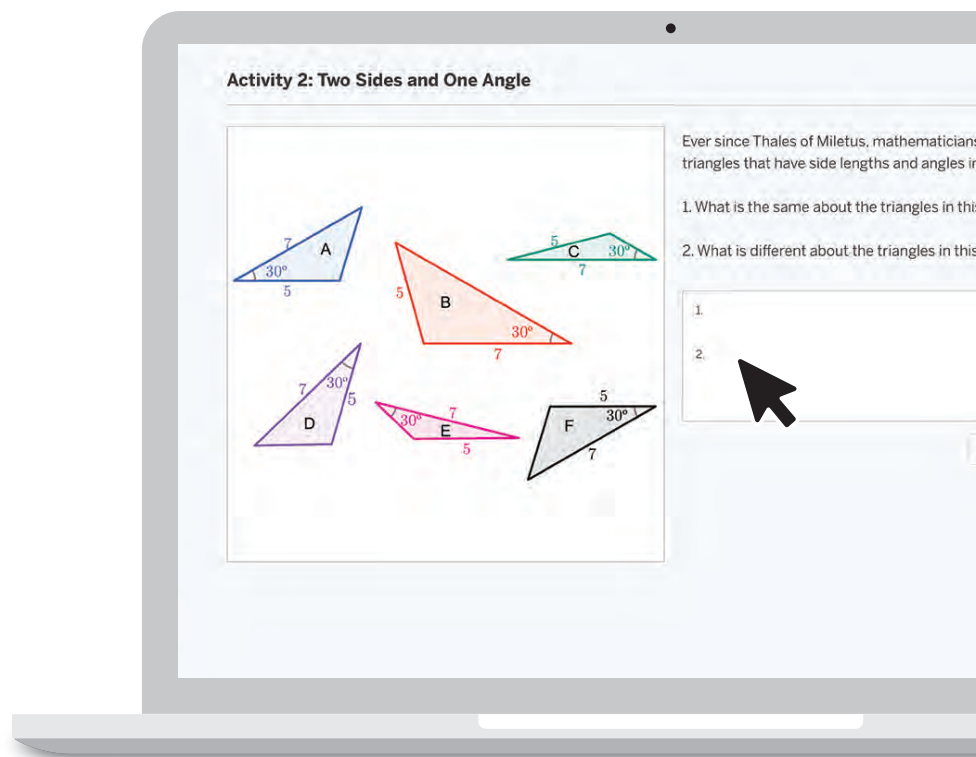 Activity 2: Two Sides and One Angle
7
A
30°
5
5
B
30°
7
5
C
30°
7
7
30°
5
D
30°
7
E
5
5
F
30°
7
Ever since Thales of Miletus, mathematicians
triangles that have side lengths and angles in
1. What is the same about the triangles in this
2. What is different about the triangles in this
1.
2.